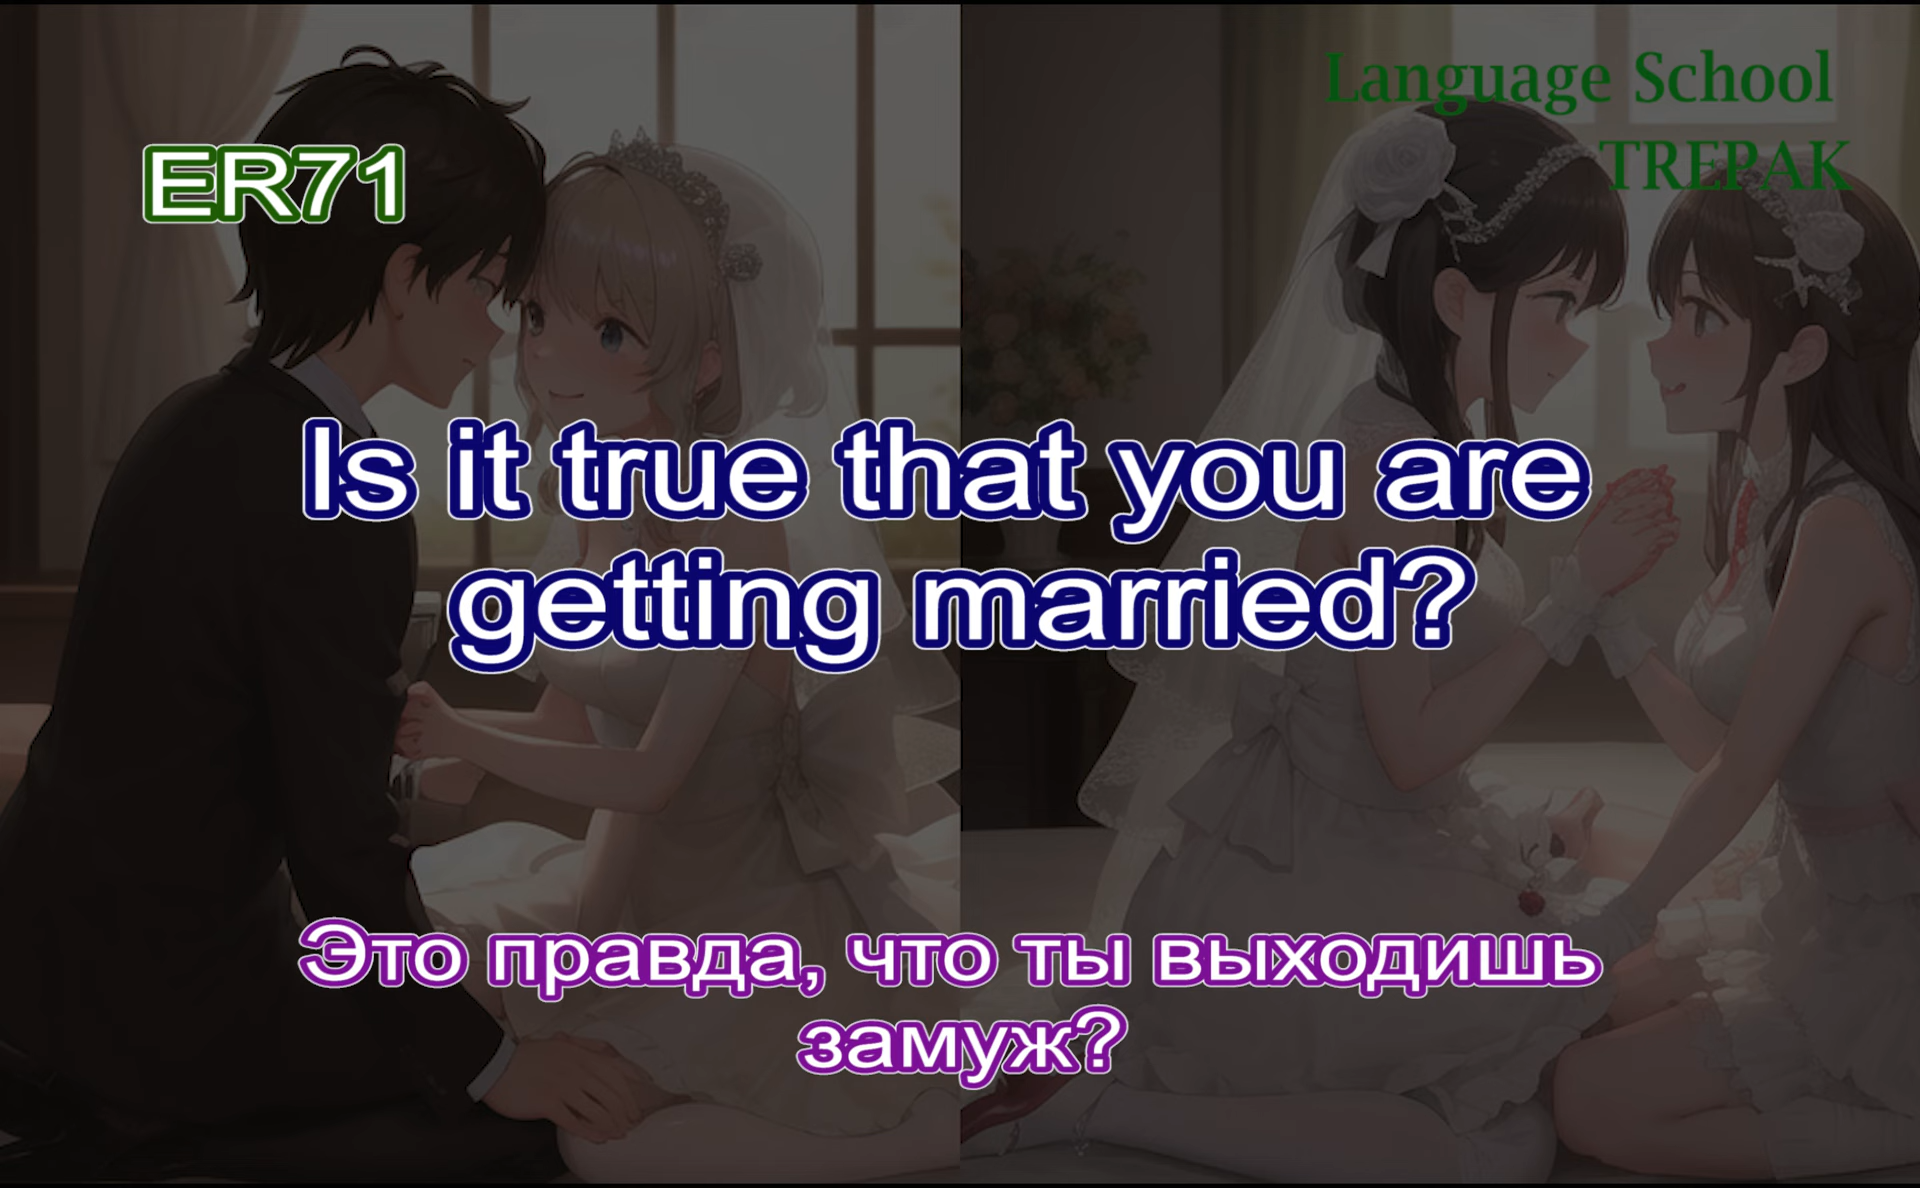 Language School
TREPAK
ER71
Is it true that you are
getting married?
Это правда, что ты выходишь
замуж?